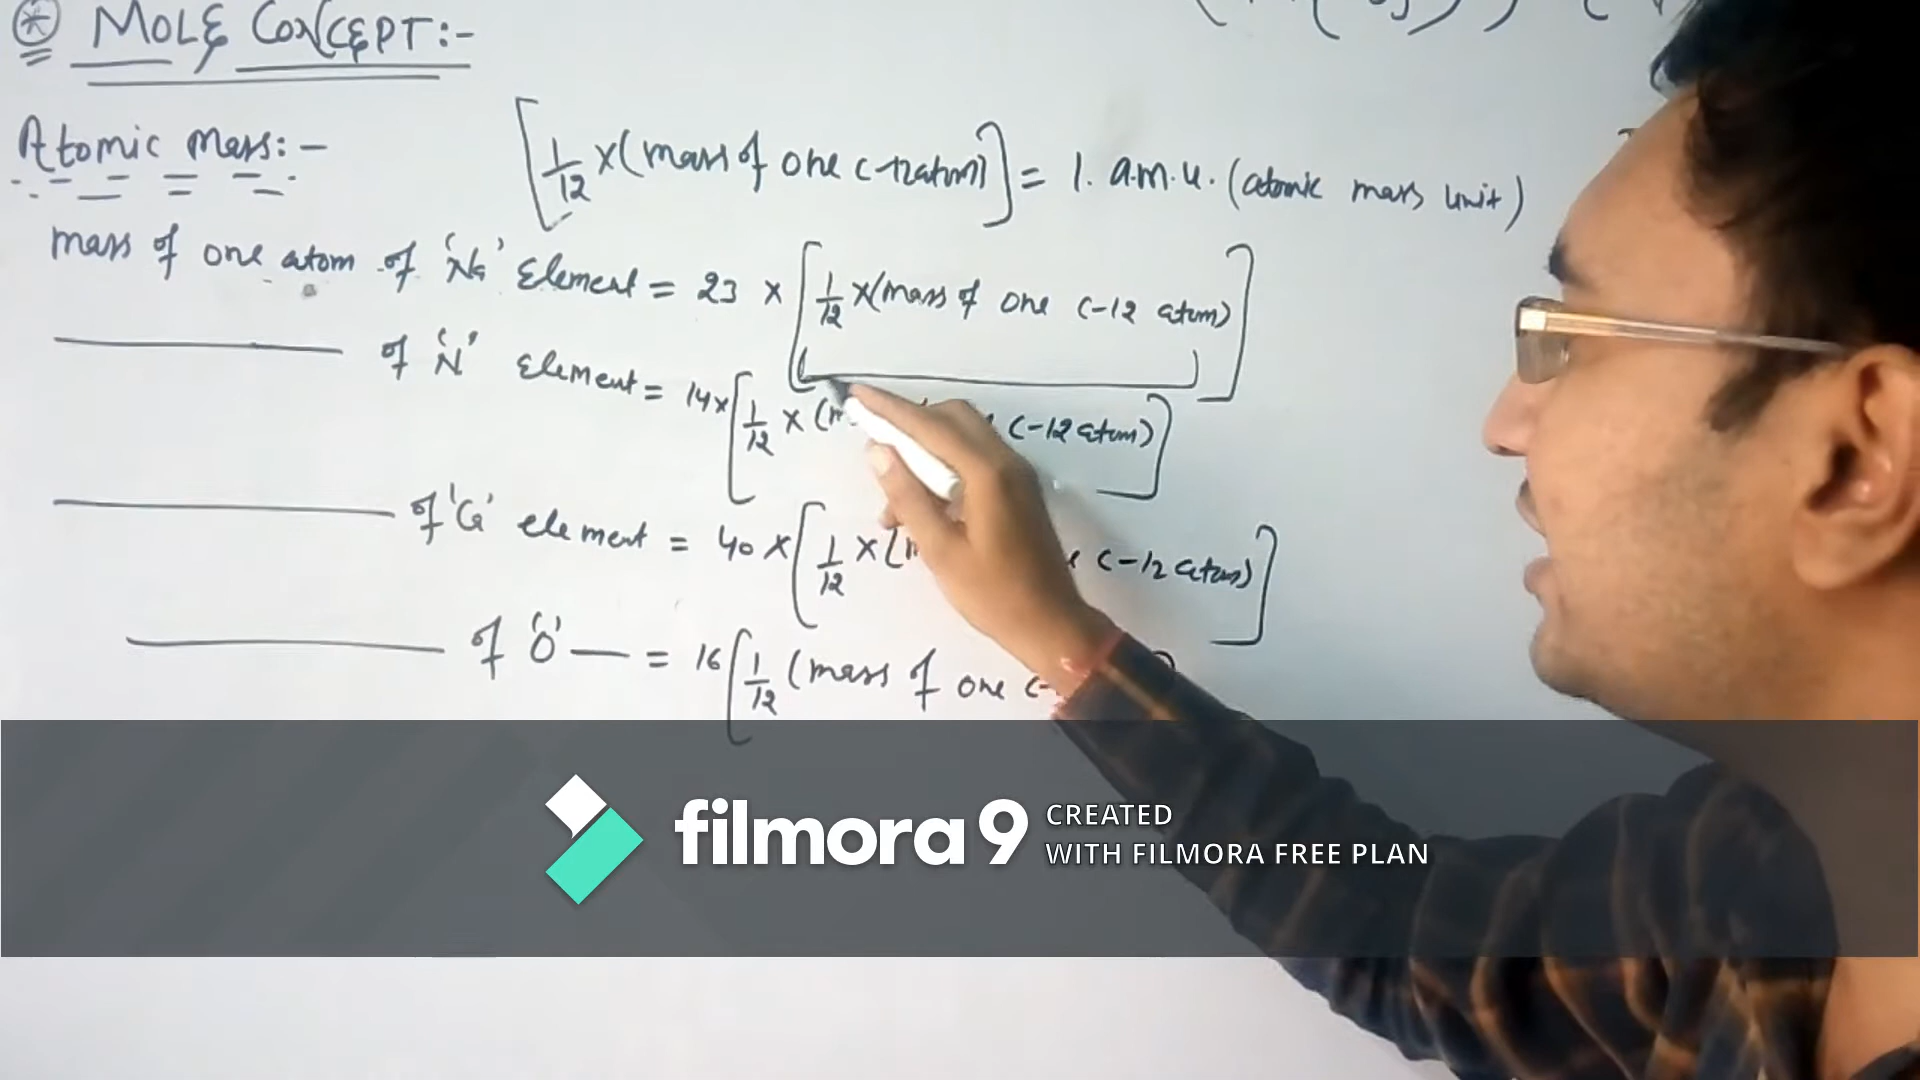 * MOLE CONCEPT:-
Atomic mass:-
[1/12 x (mass of one C-12 atom)] = 1. a.m.u. (atomic mass unit)
mass of one atom of 'Na' Element = 23 x [1/12 x (mass of one C-12 atom)]
of 'N' Element = 14 x [1/12 x ( C-12 atom)]
of 'Ca' element = 40 x [1/12 x ( C-12 atom)]
of 'O' — = 16 [1/12 (mass of one C-
filmora9 CREATED
WITH FILMORA FREE PLAN